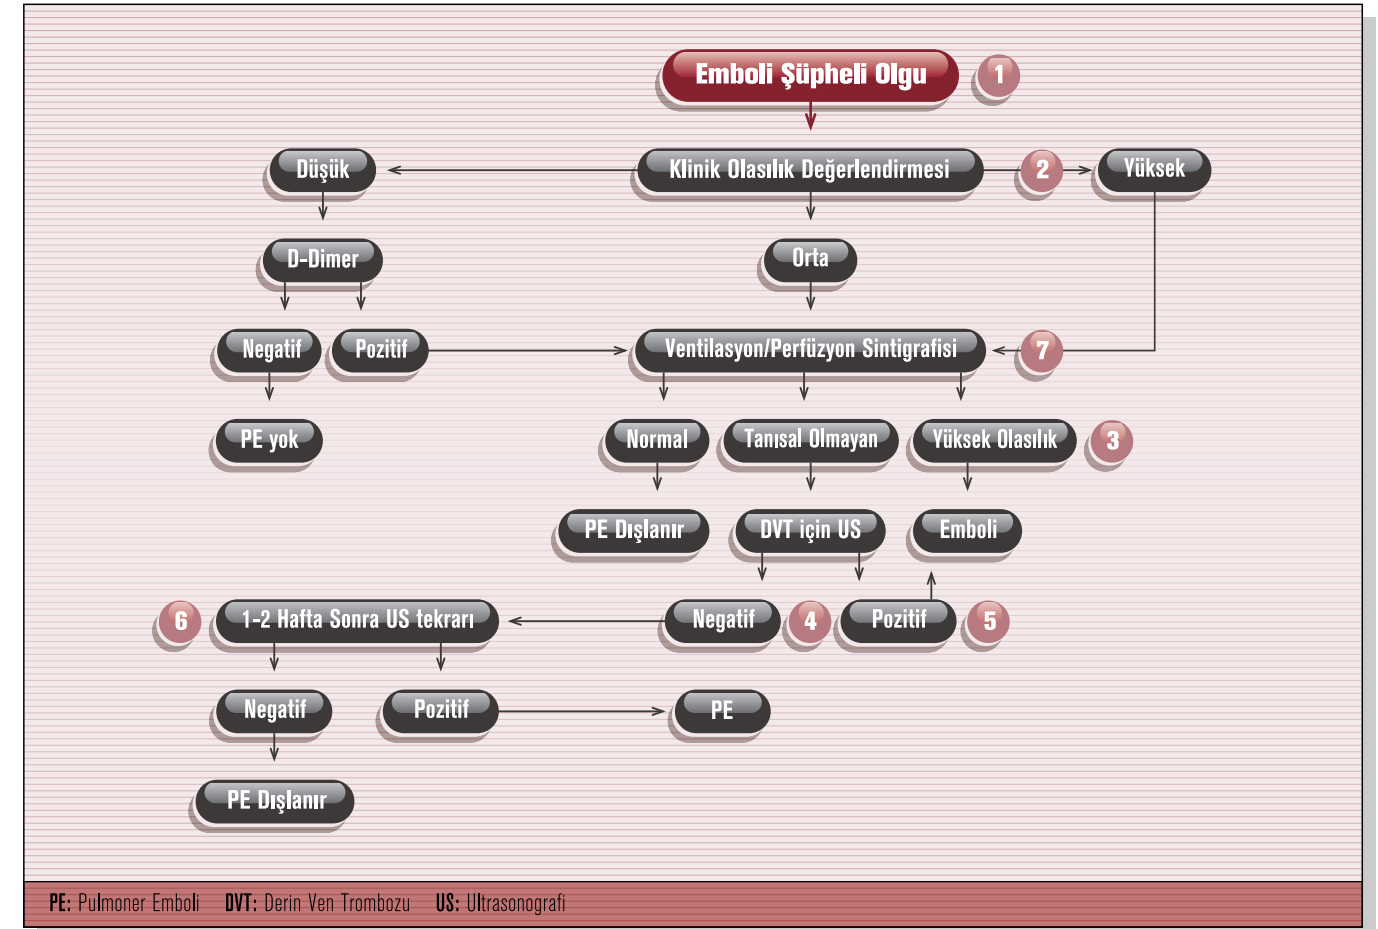 Emboli Şüpheli Olgu 1
Düşük Klinik Olasılık Değerlendirmesi 2 Yüksek
D-Dimer Orta
Negatif Pozitif Ventilasyon/Perfüzyon Sintigrafisi 7
PE yok Normal Tanısal Olmayan Yüksek Olasılık 3
PE Dışlanır DVT için US Emboli
6 1-2 Hafta Sonra US tekrarı Negatif 4 Pozitif 5
Negatif Pozitif PE
PE Dışlanır
PE: Pulmoner Emboli DVT: Derin Ven Trombozu US: Ultrasonografi